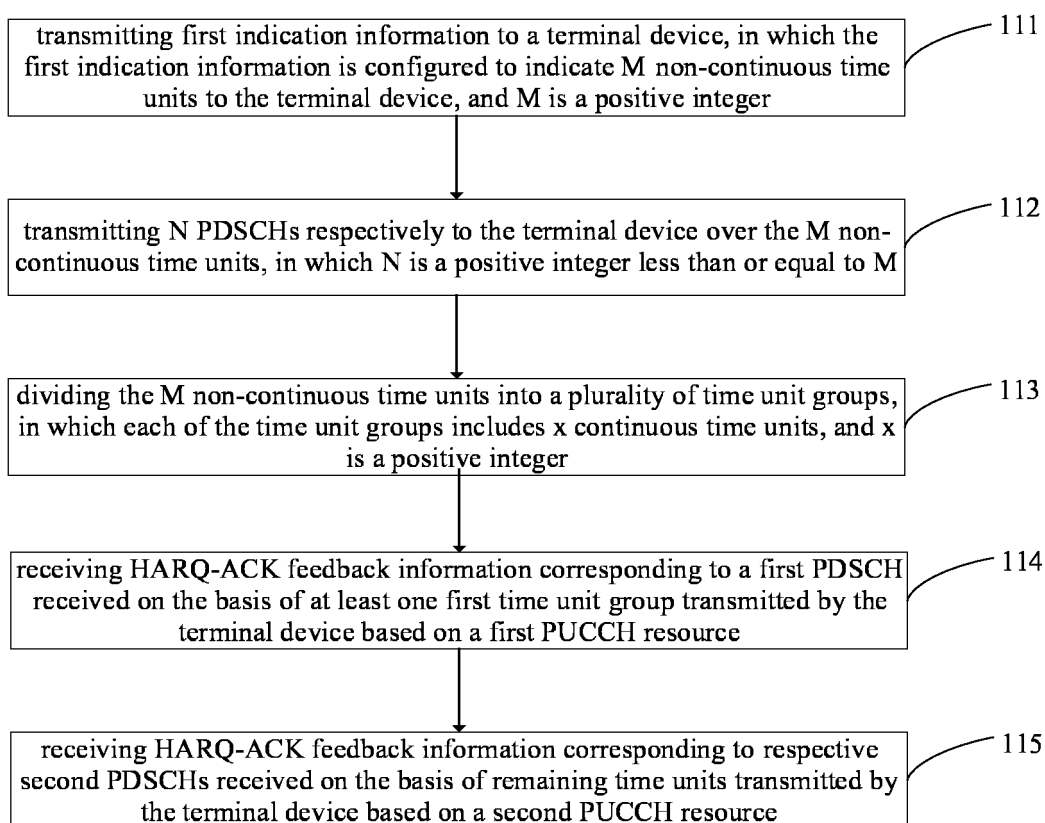 transmitting first indication information to a terminal device, in which the
first indication information is configured to indicate M non-continuous time
units to the terminal device, and M is a positive integer
111
transmitting N PDSCHs respectively to the terminal device over the M non-
continuous time units, in which N is a positive integer less than or equal to M
112
dividing the M non-continuous time units into a plurality of time unit groups,
in which each of the time unit groups includes x continuous time units, and x
is a positive integer
113
receiving HARQ-ACK feedback information corresponding to a first PDSCH
received on the basis of at least one first time unit group transmitted by the
terminal device based on a first PUCCH resource
114
receiving HARQ-ACK feedback information corresponding to respective
second PDSCHs received on the basis of remaining time units transmitted by
the terminal device based on a second PUCCH resource
115